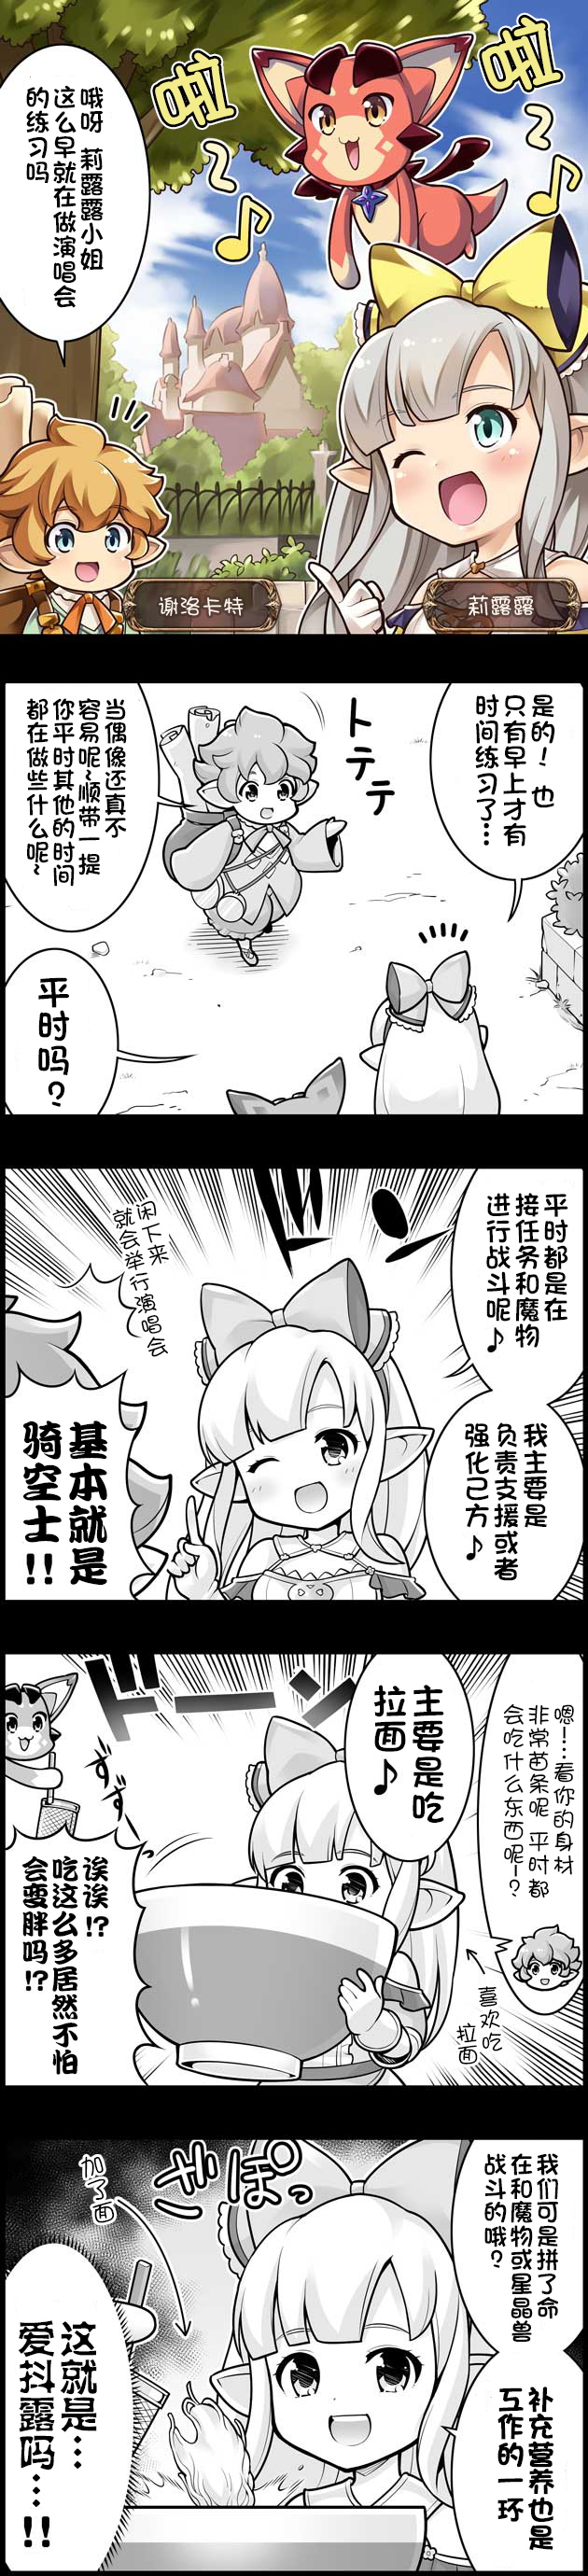 啦
2
啦
2
哦呀 莉露露小姐
这么早就在做演唱会
的练习吗
谢洛卡特
莉露露
是的！也
只有早上才有
时间练习了…
トテテ
当偶像还真不
容易呢~顺带一提
你平时其他的时间
都在做些什么呢~
平时吗？
平时都是在
接任务和魔物
进行战斗呢♪
ドン
我主要是
负责支援或者
强化己方♪
闲下来
就会举行演唱会
基本就是
骑空士!!
嗯!…看你的身材
非常苗条呢 平时都
会吃什么东西呢~?
主要是吃
拉面♪
ドーン
ずずっ
喜欢吃
拉面
诶诶!?
吃这么多居然不怕
会变胖吗!?
我们可是拼了命
在和魔物或星晶兽
战斗的哦?
补充营养也是
工作的一环
ざぽっ
加了面
这就是…
爱抖露吗…!!